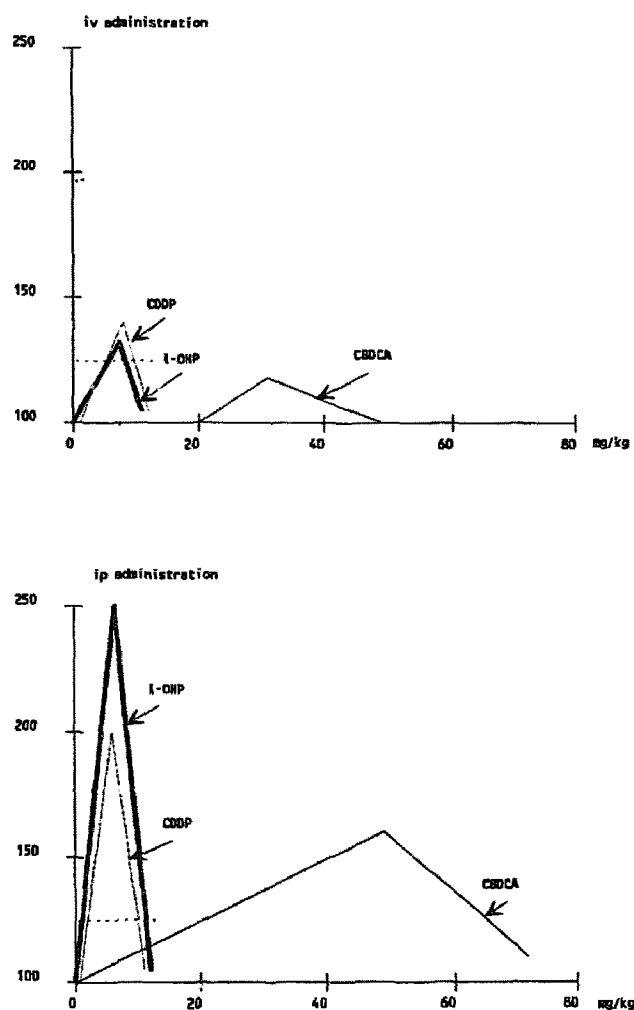 iv administration
250
200
150
CDDP
l-OHP
CBDCA
100
0 20 40 60 80 mg/kg
ip administration
250
l-OHP
200
CDDP
150
CBDCA
100
0 20 40 60 80 mg/kg